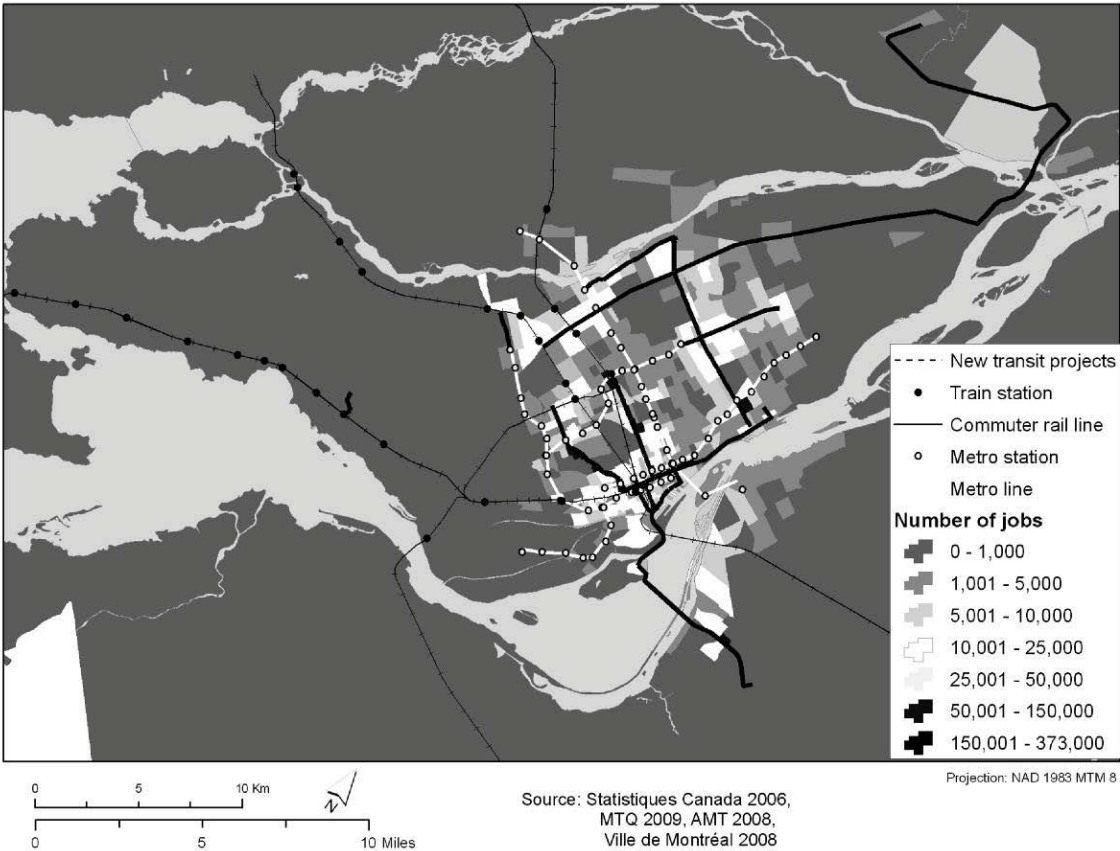 New transit projects
Train station
Commuter rail line
Metro station
Metro line
Number of jobs
0 - 1,000
1,001 - 5,000
5,001 - 10,000
10,001 - 25,000
25,001 - 50,000
50,001 - 150,000
150,001 - 373,000
Projection: NAD 1983 MTM 8
0 5 10 Km
0 5 10 Miles
N
Source: Statistiques Canada 2006,
MTQ 2009, AMT 2008,
Ville de Montréal 2008